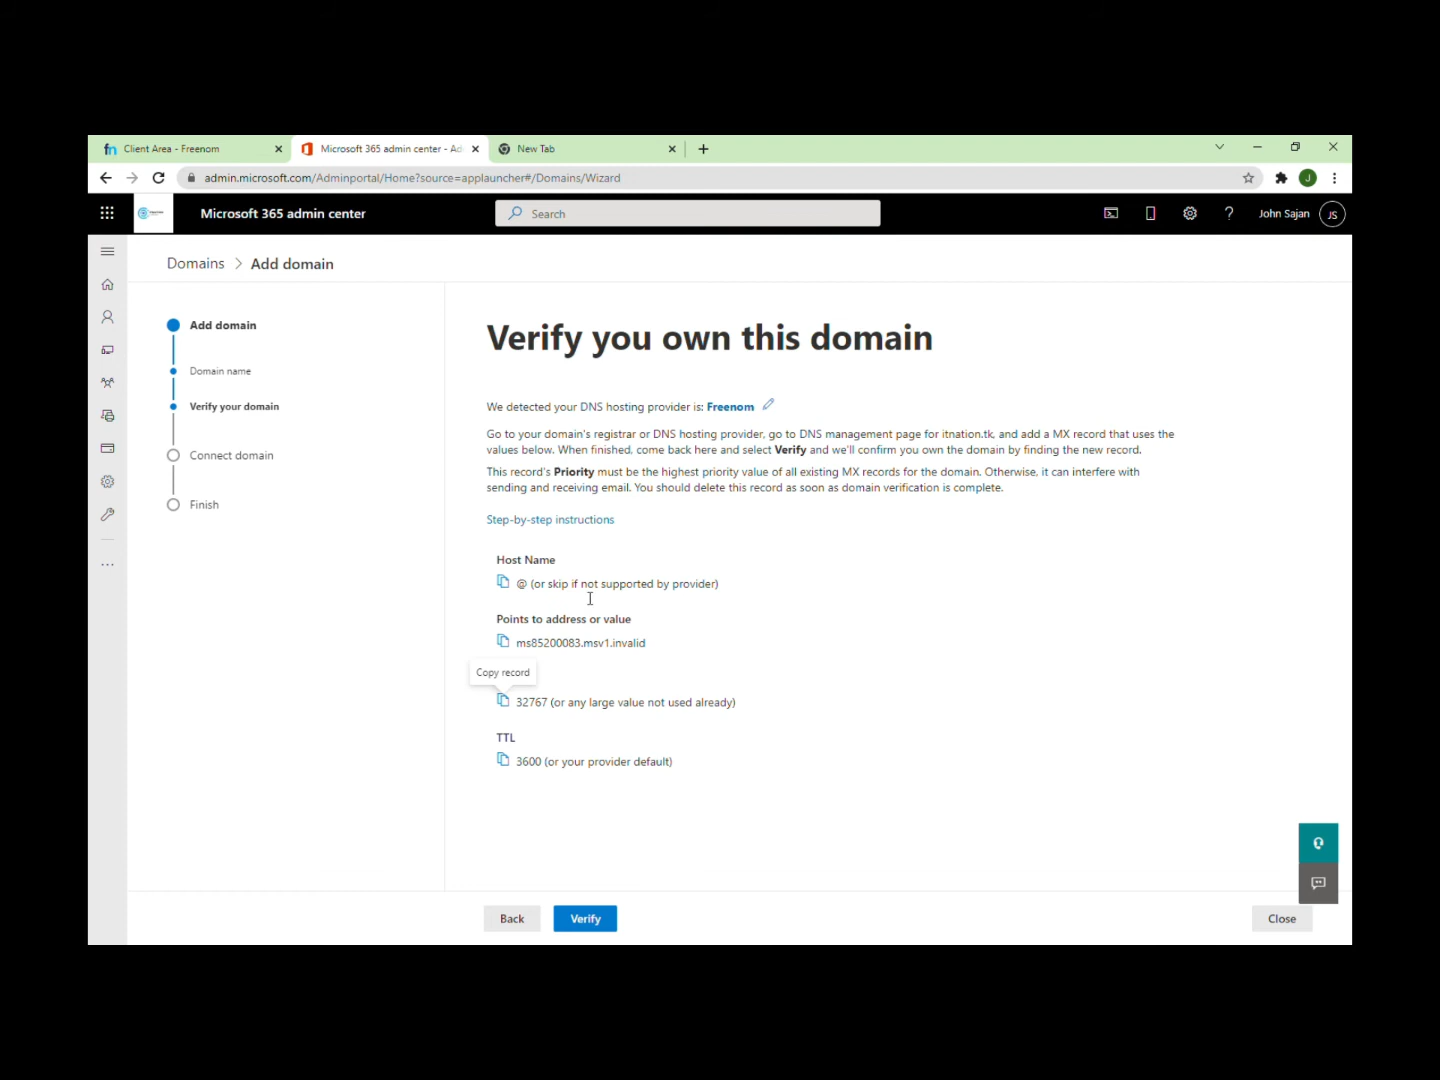 Client Area - Freenom
Microsoft 365 admin center - Ad
New Tab
admin.microsoft.com/Adminportal/Home?source=applauncher#/Domains/Wizard
J
Microsoft 365 admin center
Search
John Sajan
JS
Domains > Add domain
Add domain
Domain name
Verify your domain
Connect domain
Finish
Verify you own this domain
We detected your DNS hosting provider is: Freenom
Go to your domain's registrar or DNS hosting provider, go to DNS management page for itnation.tk, and add a MX record that uses the
values below. When finished, come back here and select Verify and we'll confirm you own the domain by finding the new record.
This record's Priority must be the highest priority value of all existing MX records for the domain. Otherwise, it can interfere with
sending and receiving email. You should delete this record as soon as domain verification is complete.
Step-by-step instructions
Host Name
@ (or skip if not supported by provider)
Points to address or value
ms85200083.msv1.invalid
Copy record
32767 (or any large value not used already)
TTL
3600 (or your provider default)
Back
Verify
Close